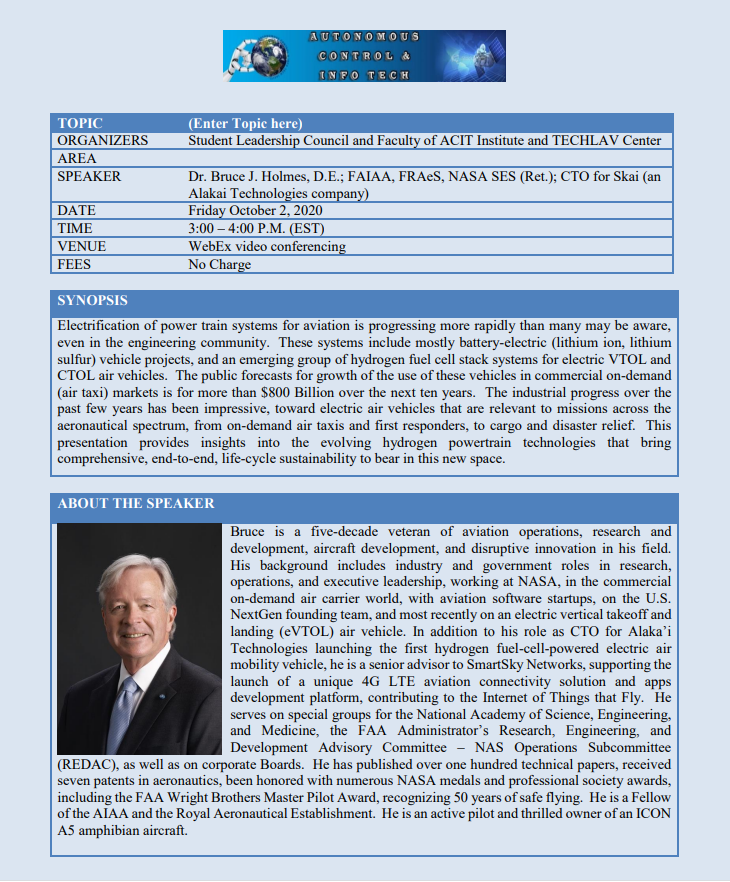 AUTONOMOUS
CONTROL &
INFO TECH
TOPIC (Enter Topic here)
ORGANIZERS Student Leadership Council and Faculty of ACIT Institute and TECHLAV Center
AREA
SPEAKER Dr. Bruce J. Holmes, D.E.; FAIAA, FRAeS, NASA SES (Ret.); CTO for Skai (an
Alakai Technologies company)
DATE Friday October 2, 2020
TIME 3:00 – 4:00 P.M. (EST)
VENUE WebEx video conferencing
FEES No Charge
SYNOPSIS
Electrification of power train systems for aviation is progressing more rapidly than many may be aware,
even in the engineering community. These systems include mostly battery-electric (lithium ion, lithium
sulfur) vehicle projects, and an emerging group of hydrogen fuel cell stack systems for electric VTOL and
CTOL air vehicles. The public forecasts for growth of the use of these vehicles in commercial on-demand
(air taxi) markets is for more than $800 Billion over the next ten years. The industrial progress over the
past few years has been impressive, toward electric air vehicles that are relevant to missions across the
aeronautical spectrum, from on-demand air taxis and first responders, to cargo and disaster relief. This
presentation provides insights into the evolving hydrogen powertrain technologies that bring
comprehensive, end-to-end, life-cycle sustainability to bear in this new space.
ABOUT THE SPEAKER
Bruce is a five-decade veteran of aviation operations, research and
development, aircraft development, and disruptive innovation in his field.
His background includes industry and government roles in research,
operations, and executive leadership, working at NASA, in the commercial
on-demand air carrier world, with aviation software startups, on the U.S.
NextGen founding team, and most recently on an electric vertical takeoff and
landing (eVTOL) air vehicle. In addition to his role as CTO for Alaka'i
Technologies launching the first hydrogen fuel-cell-powered electric air
mobility vehicle, he is a senior advisor to SmartSky Networks, supporting the
launch of a unique 4G LTE aviation connectivity solution and apps
development platform, contributing to the Internet of Things that Fly. He
serves on special groups for the National Academy of Science, Engineering,
and Medicine, the FAA Administrator's Research, Engineering, and
Development Advisory Committee – NAS Operations Subcommittee
(REDAC), as well as on corporate Boards. He has published over one hundred technical papers, received
seven patents in aeronautics, been honored with numerous NASA medals and professional society awards,
including the FAA Wright Brothers Master Pilot Award, recognizing 50 years of safe flying. He is a Fellow
of the AIAA and the Royal Aeronautical Establishment. He is an active pilot and thrilled owner of an ICON
A5 amphibian aircraft.